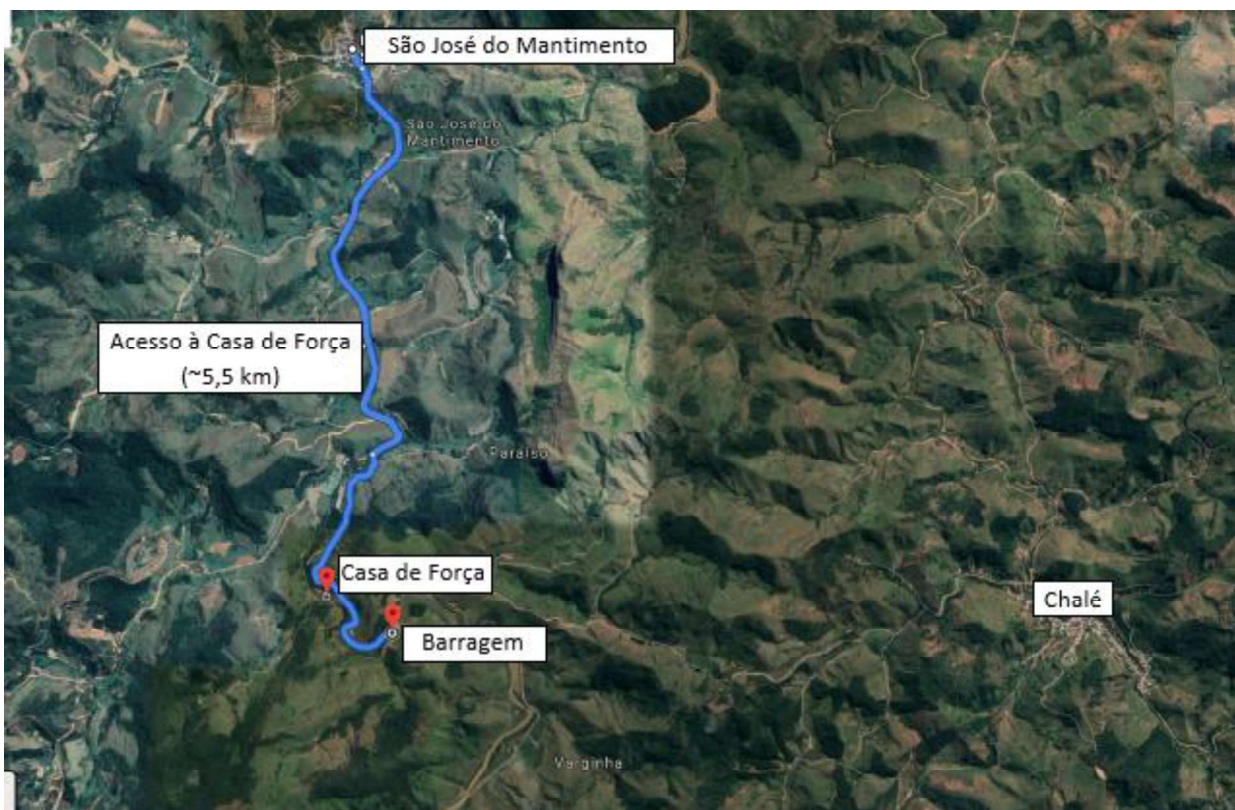 São José do Mantimento
São José do
Mantimento
Acesso à Casa de Força
(~5,5 km)
Paraíso
Casa de Força
Chalé
Barragem
Varginha